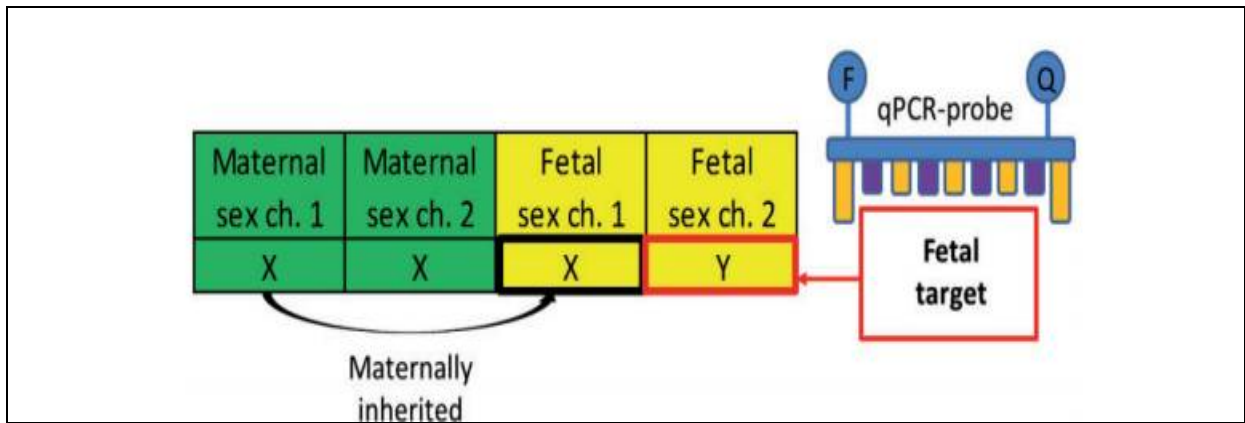 F
Q
qPCR-probe
Maternal sex ch. 1
Maternal sex ch. 2
Fetal sex ch. 1
Fetal sex ch. 2
X
X
X
Y
Fetal
target
Maternally
inherited